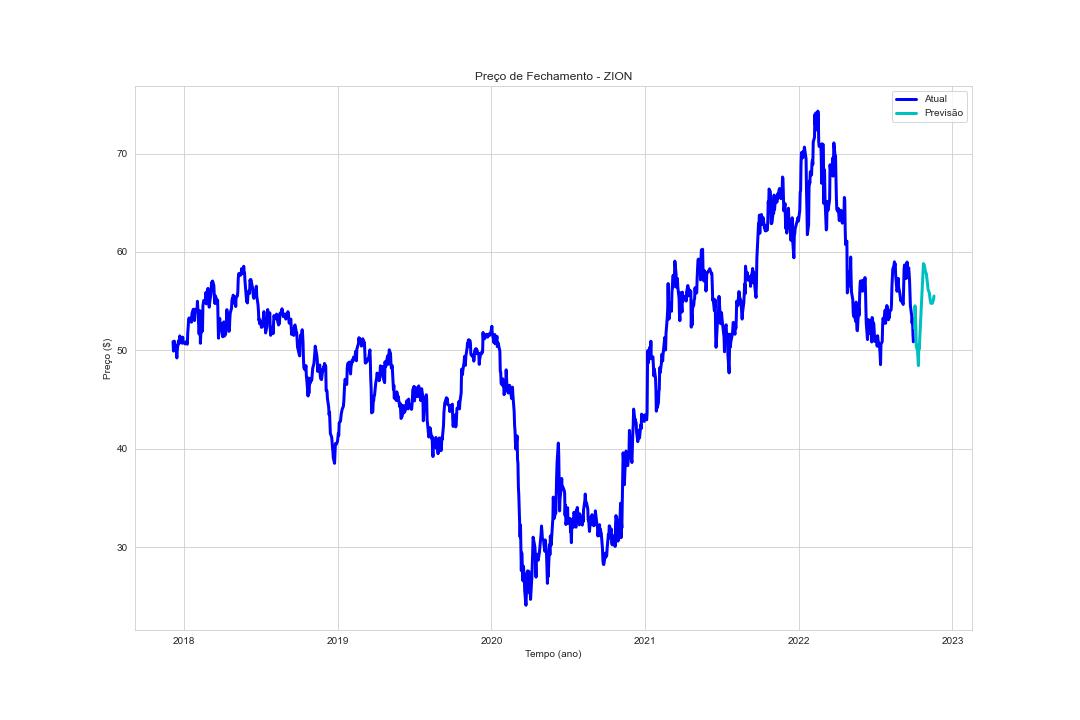 Preço de Fechamento - ZION
Atual
Previsão
70
60
50
40
30
Preço ($)
2018
2019
2020
2021
2022
2023
Tempo (ano)